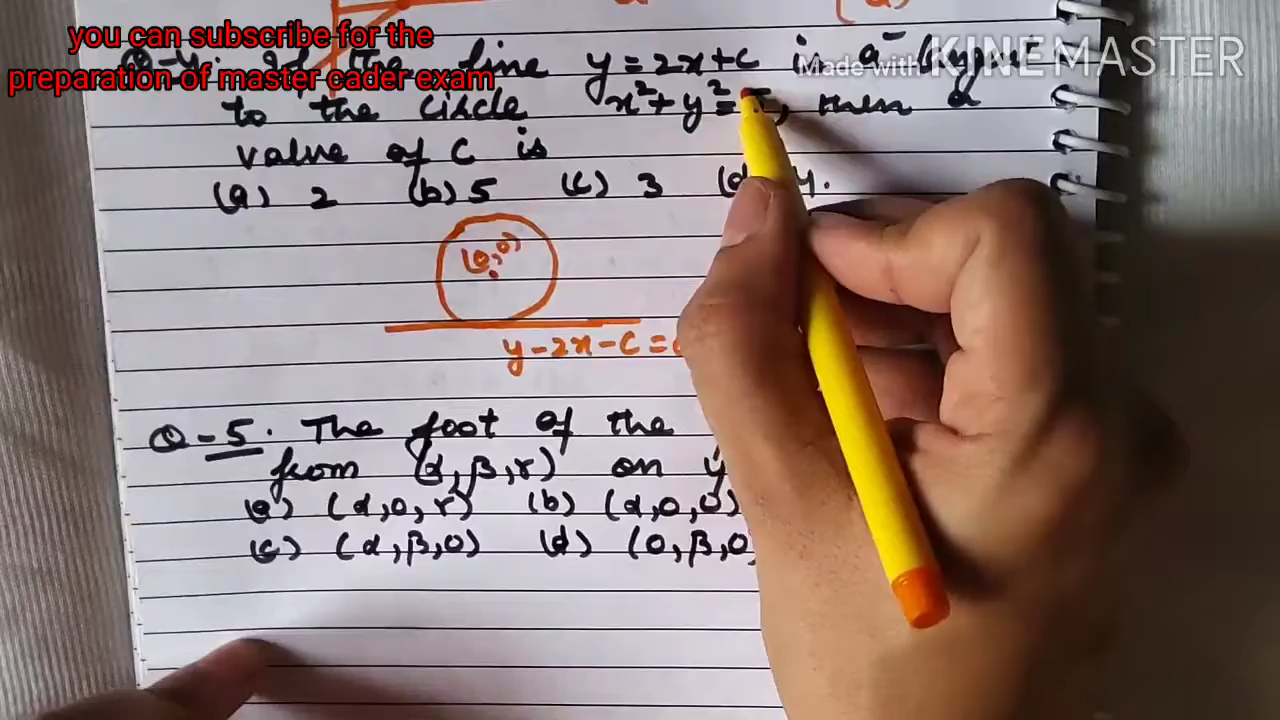 you can subscribe for the
preparation of master cader exam
Made with KINEMASTER
Q-4. If the line y = 2x + c is a
to the circle x² + y² = 5, then a
value of C is
(a) 2 (b) 5 (c) 3 (d) 4.
(0,0)
y - 2x - c =
Q-5. The foot of the
from (α, β, r) on y
(a) (α, 0, r) (b) (α, 0, 0)
(c) (α, β, 0) (d) (0, β, 0)